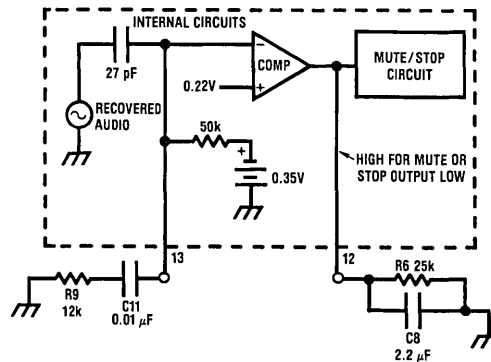 INTERNAL CIRCUITS
27 pF
−
COMP
+
0.22V
MUTE/STOP
CIRCUIT
RECOVERED
AUDIO
50k
+
0.35V
HIGH FOR MUTE OR
STOP OUTPUT LOW
13
12
R9
12k
C11
0.01 μF
R6 25k
C8
2.2 μF